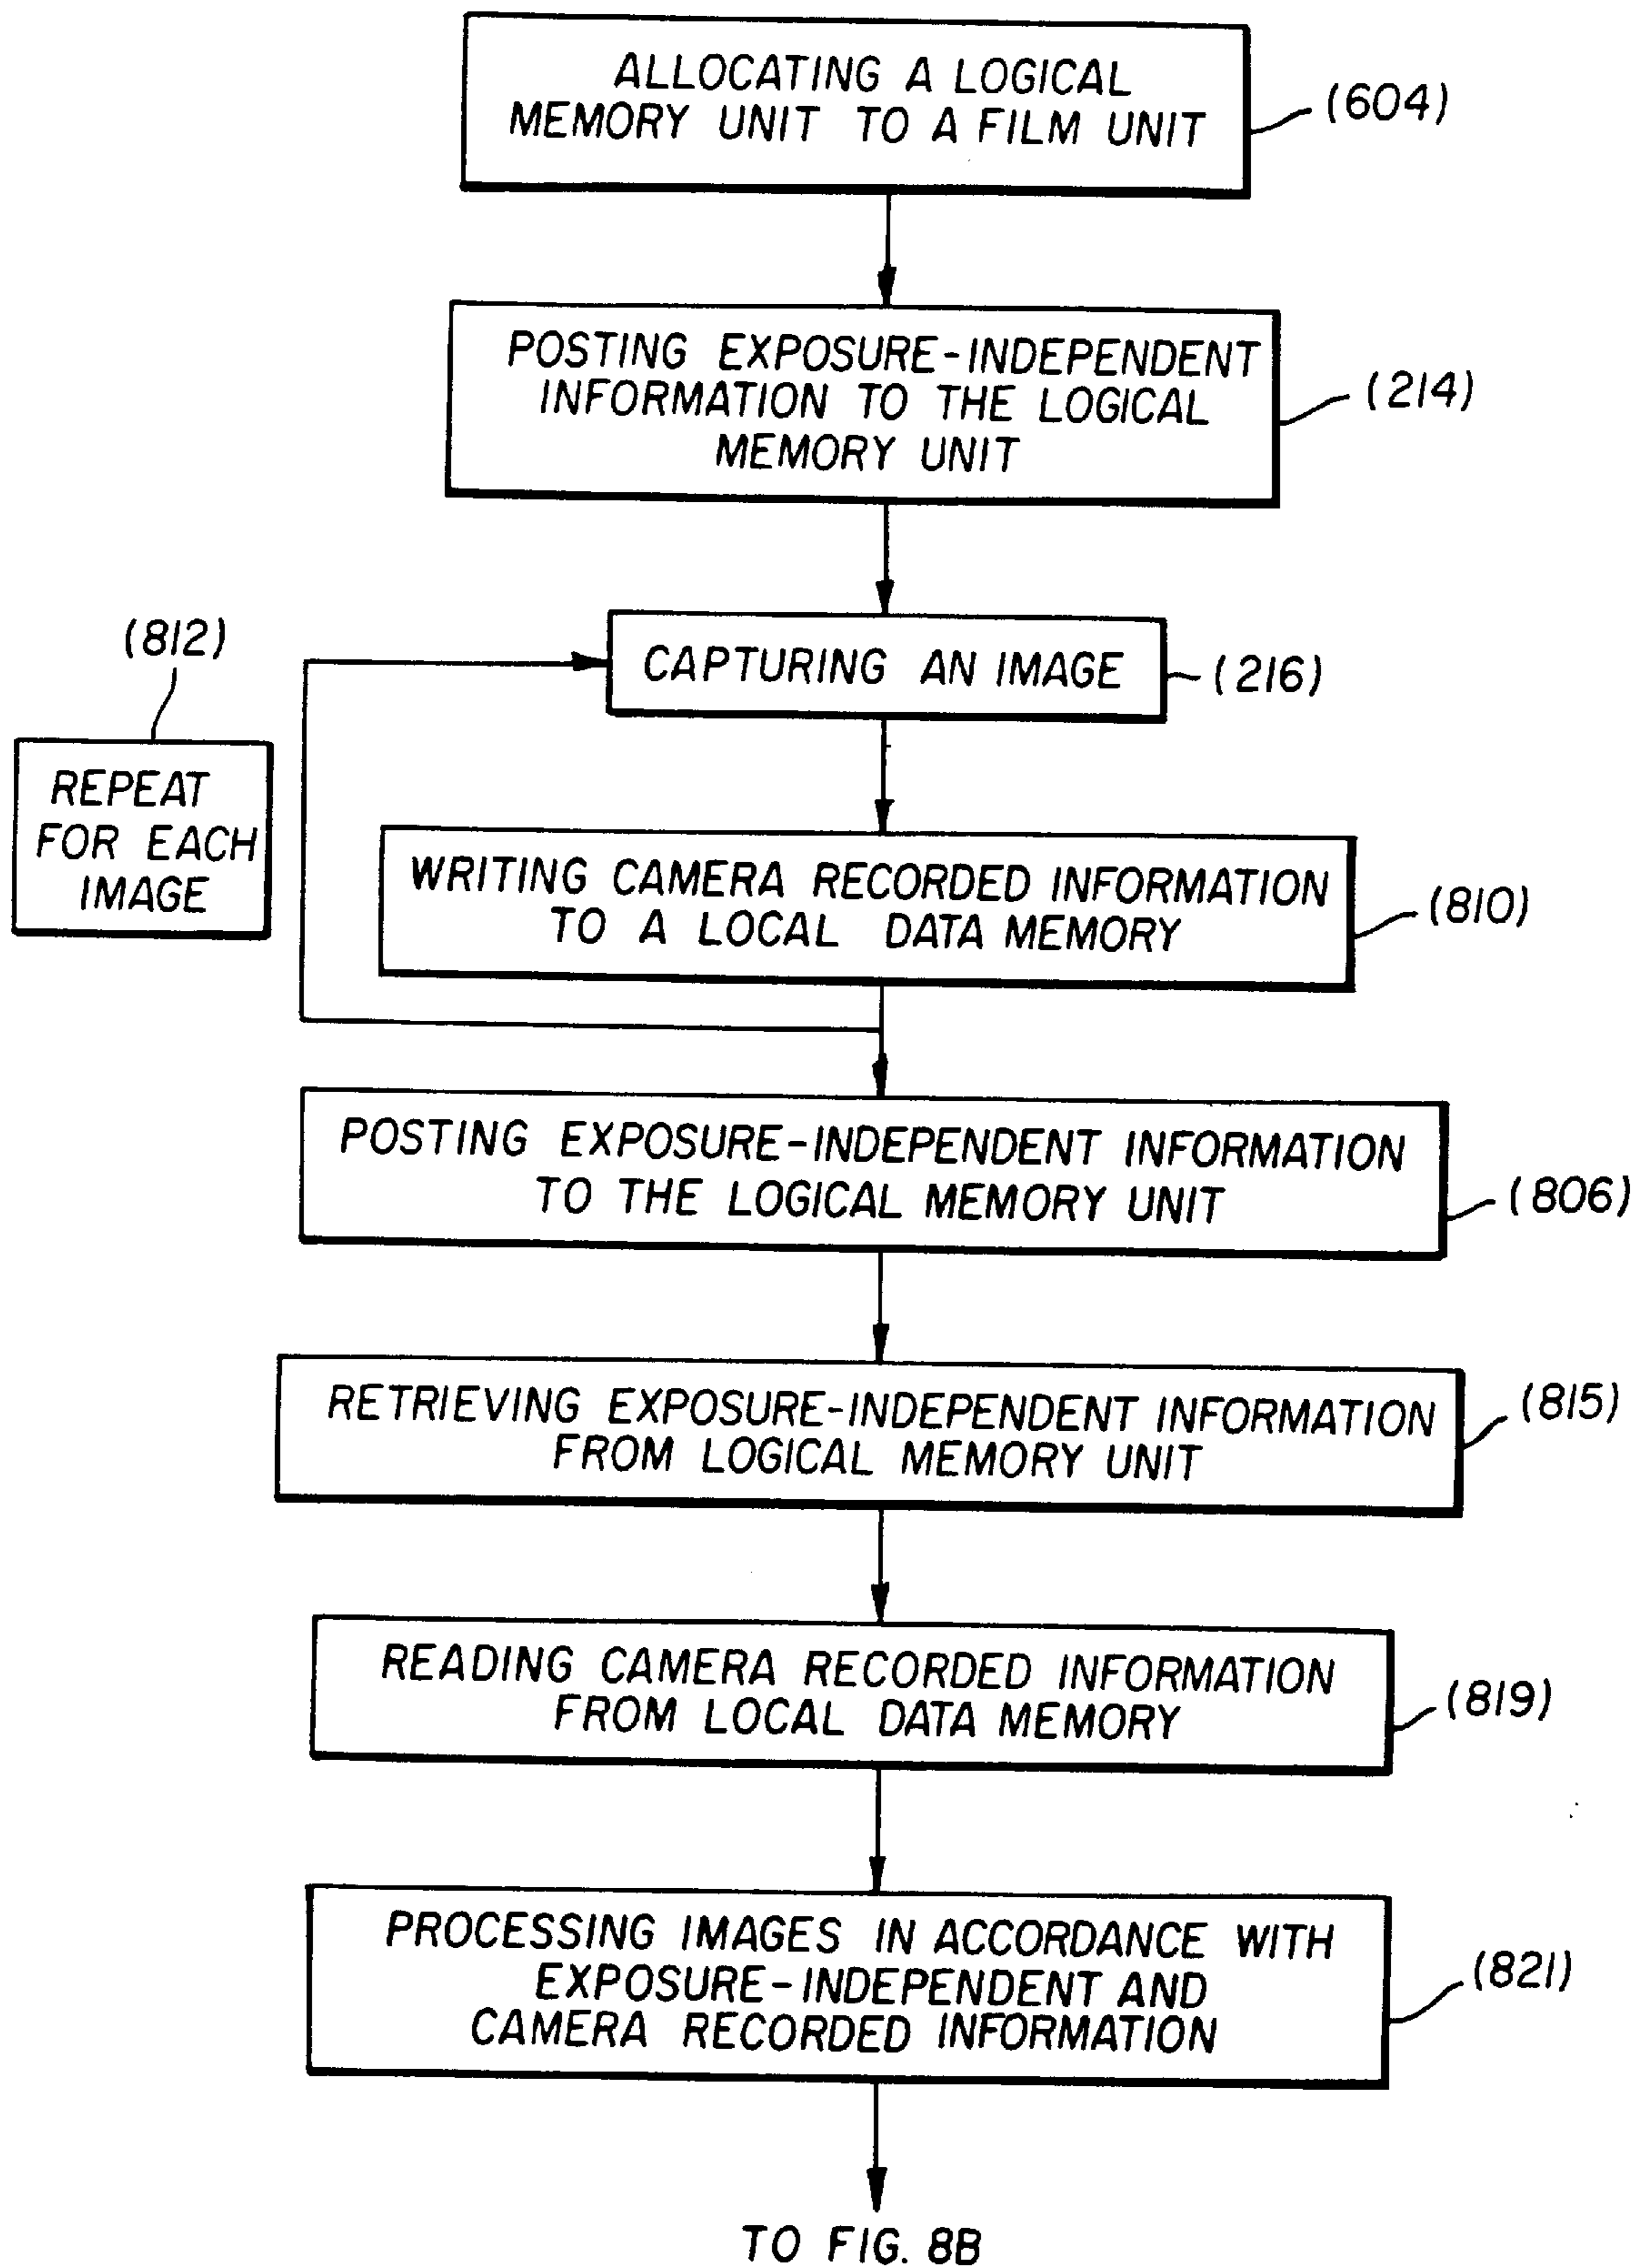 ALLOCATING A LOGICAL
MEMORY UNIT TO A FILM UNIT
(604)
POSTING EXPOSURE-INDEPENDENT
INFORMATION TO THE LOGICAL
MEMORY UNIT
(214)
(812)
CAPTURING AN IMAGE
(216)
REPEAT
FOR EACH
IMAGE
WRITING CAMERA RECORDED INFORMATION
TO A LOCAL DATA MEMORY
(810)
POSTING EXPOSURE-INDEPENDENT INFORMATION
TO THE LOGICAL MEMORY UNIT
(806)
RETRIEVING EXPOSURE-INDEPENDENT INFORMATION
FROM LOGICAL MEMORY UNIT
(815)
READING CAMERA RECORDED INFORMATION
FROM LOCAL DATA MEMORY
(819)
PROCESSING IMAGES IN ACCORDANCE WITH
EXPOSURE-INDEPENDENT AND
CAMERA RECORDED INFORMATION
(821)
TO FIG. 8B